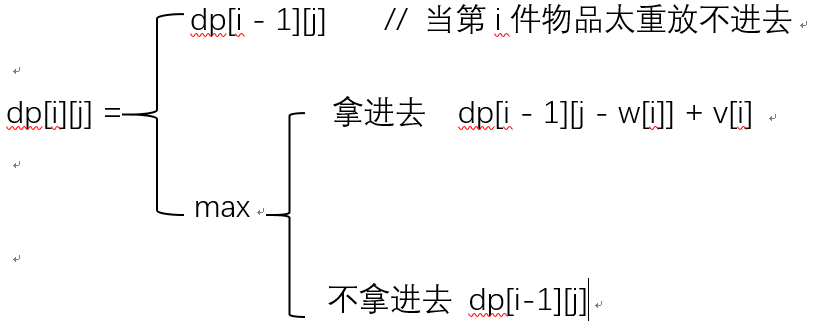 dp[i - 1][j] // 当第 i 件物品太重放不进去
dp[i][j] =
拿进去 dp[i - 1][j - w[i]] + v[i]
max
不拿进去 dp[i-1][j]